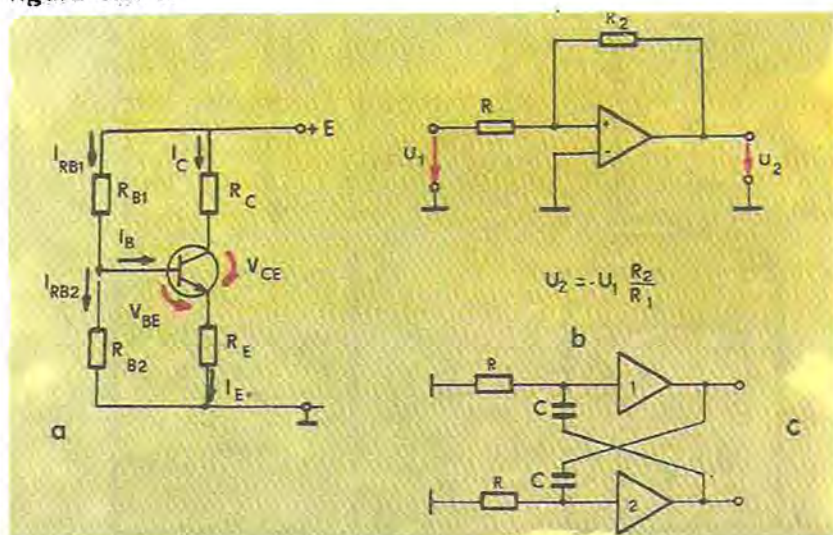 + E
I_RB1
I_C
R_B1
R_C
I_B
I_RB2
V_CE
V_BE
R_B2
R_E
I_E
a
R_2
R
+
-
U_1
U_2
U_2 = -U_1 R_2/R_1
b
R
1
C
C
R
2
c